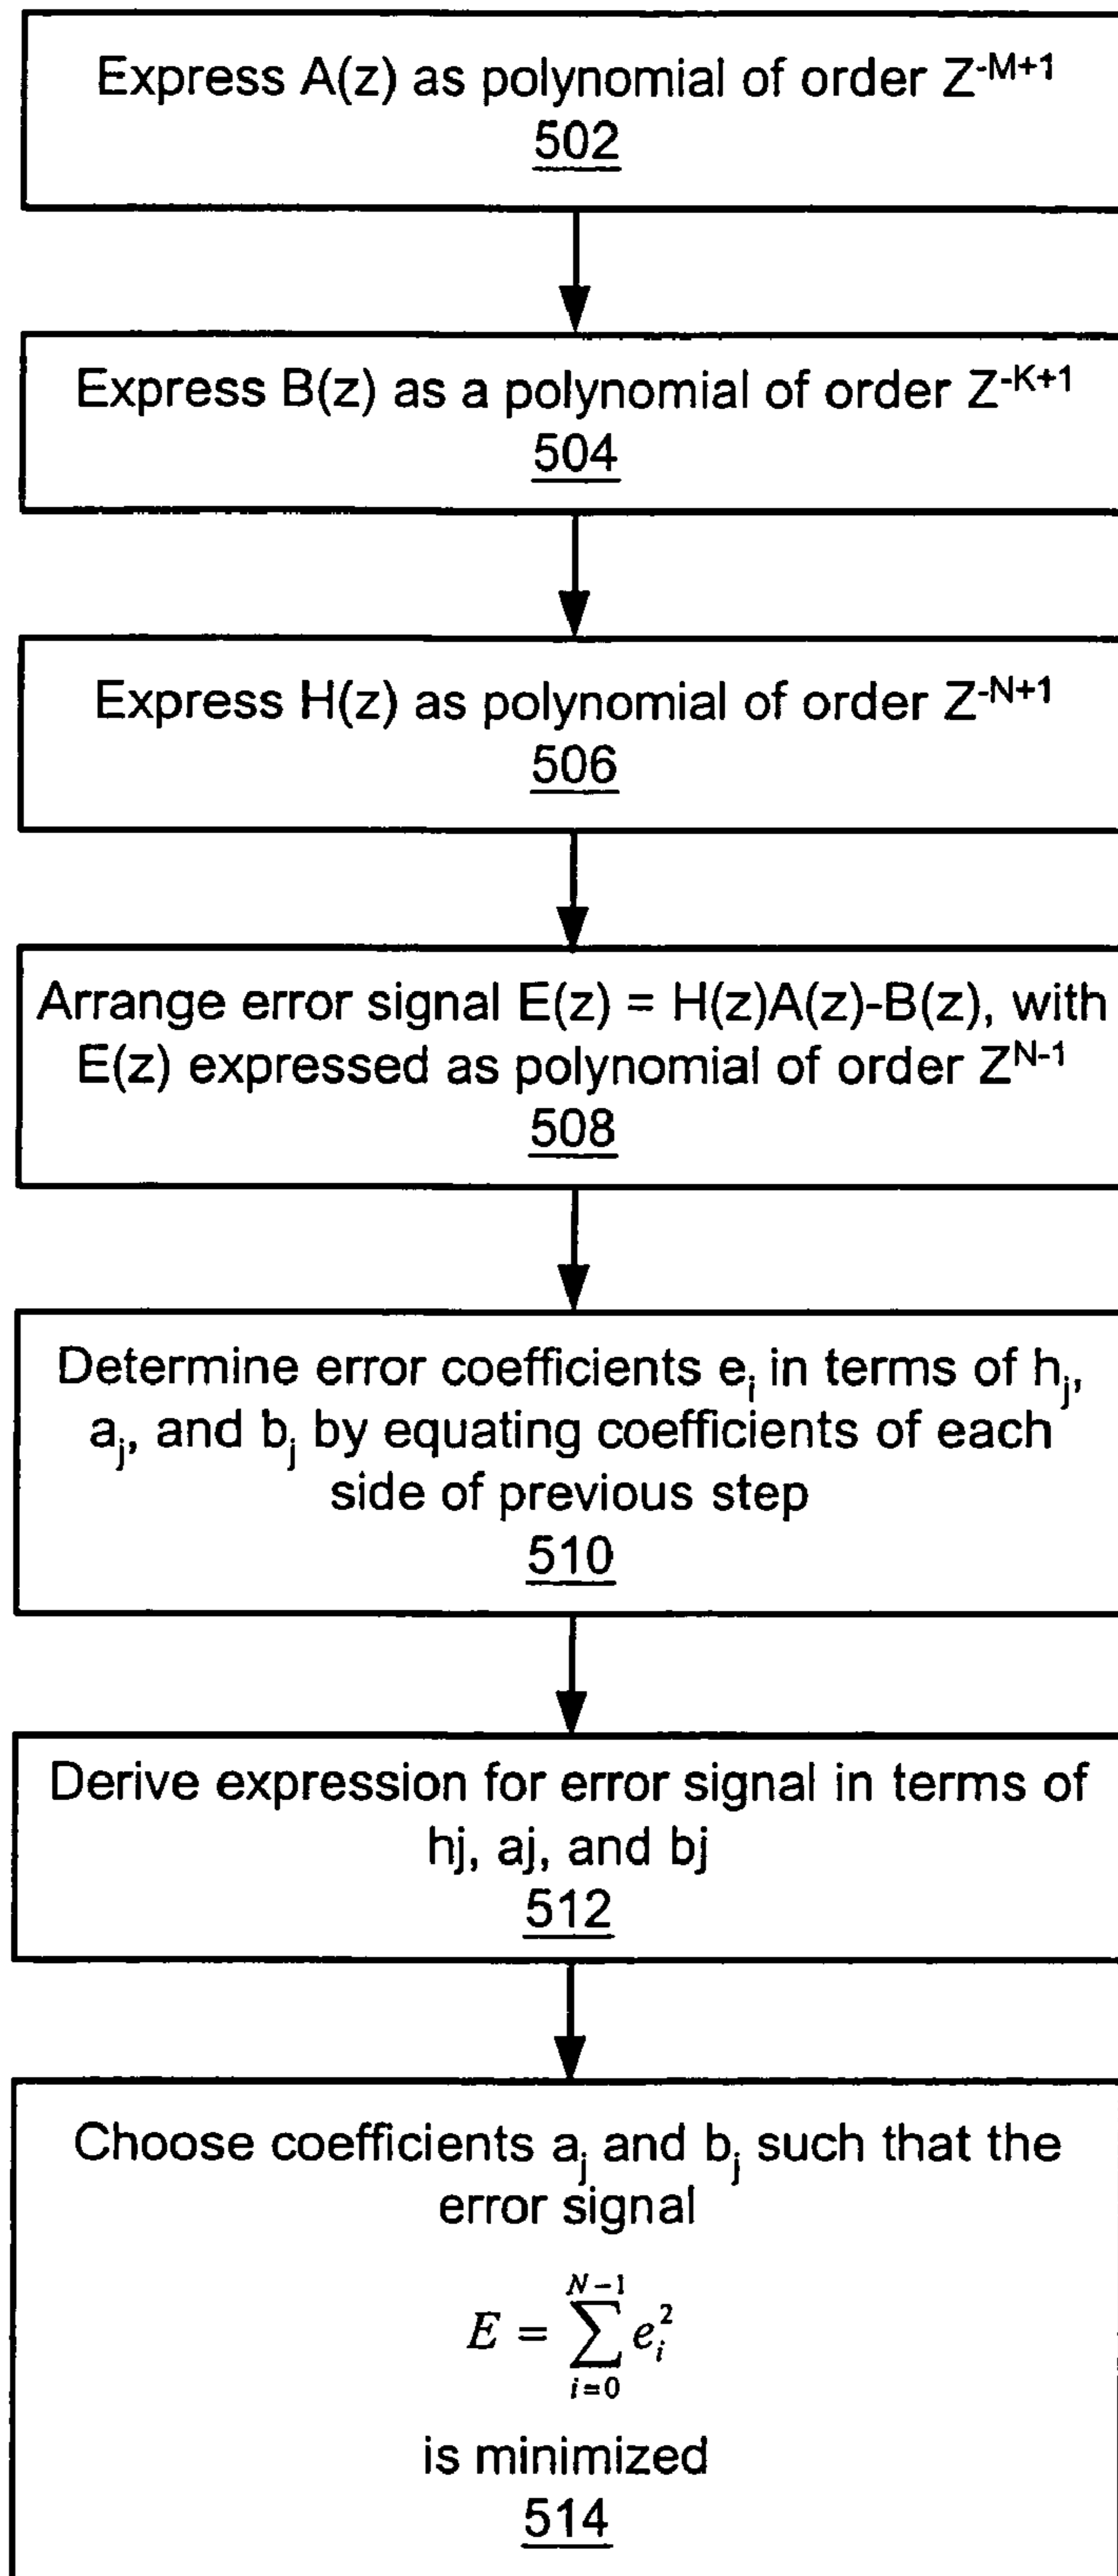 Express A(z) as polynomial of order Z^-M+1
502
Express B(z) as a polynomial of order Z^-K+1
504
Express H(z) as polynomial of order Z^-N+1
506
Arrange error signal E(z) = H(z)A(z)-B(z), with
E(z) expressed as polynomial of order Z^N-1
508
Determine error coefficients e_i in terms of h_j,
a_j, and b_j by equating coefficients of each
side of previous step
510
Derive expression for error signal in terms of
hj, aj, and bj
512
Choose coefficients a_j and b_j such that the
error signal
E = \sum_{i=0}^{N-1} e_i^2
is minimized
514